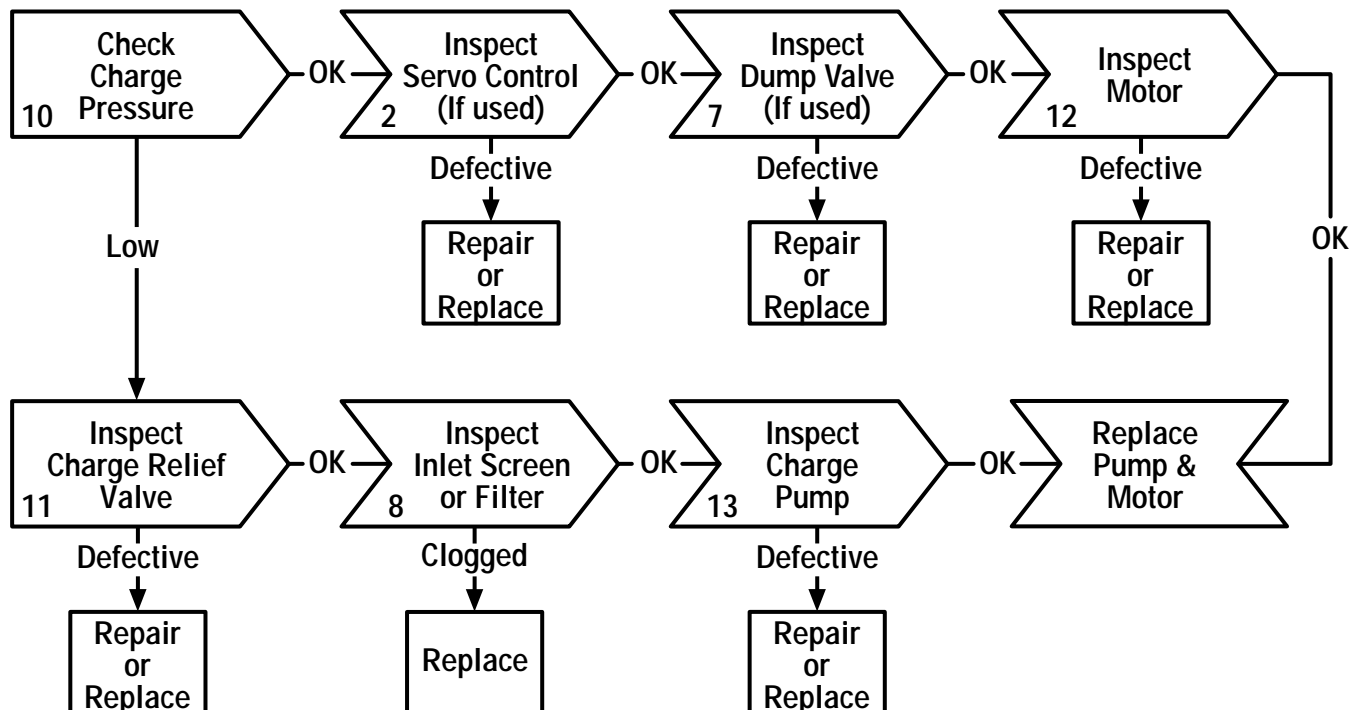 Check
Charge
Pressure
10
OK
Inspect
Servo Control
(If used)
2
OK
Inspect
Dump Valve
(If used)
7
OK
Inspect
Motor
12
Defective
Defective
Defective
Low
Repair
or
Replace
Repair
or
Replace
Repair
or
Replace
OK
Inspect
Charge Relief
Valve
11
OK
Inspect
Inlet Screen
or Filter
8
OK
Inspect
Charge
Pump
13
OK
Replace
Pump &
Motor
Defective
Clogged
Defective
Repair
or
Replace
Replace
Repair
or
Replace